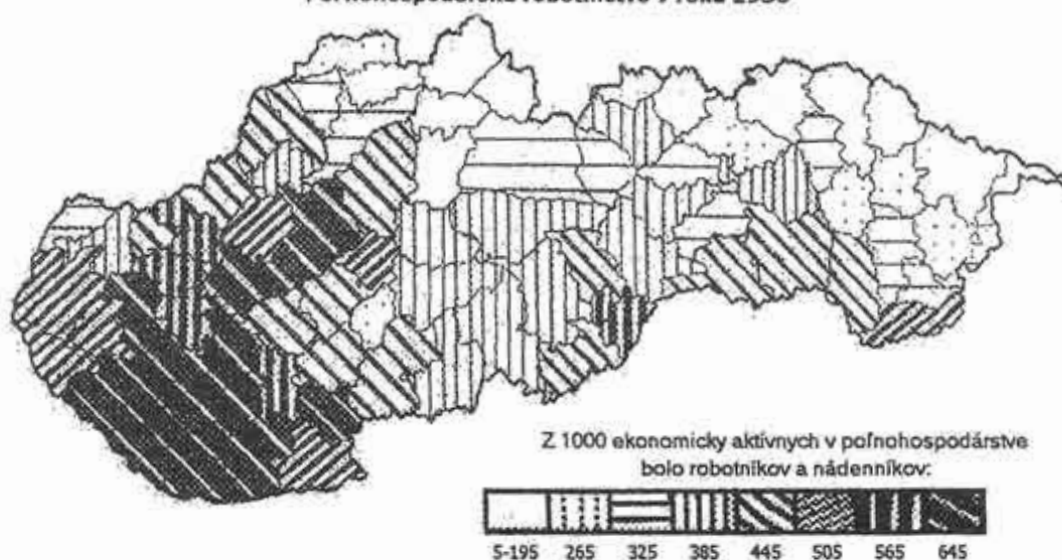 Z 1000 ekonomicky aktívnych v poľnohospodárstve
bolo robotníkov a nádenníkov:
5-195 265 325 385 445 505 565 645